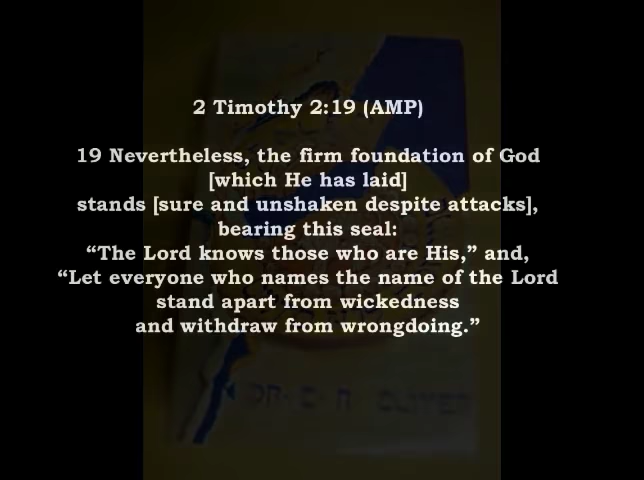 2 Timothy 2:19 (AMP)
19 Nevertheless, the firm foundation of God
[which He has laid]
stands [sure and unshaken despite attacks],
bearing this seal:
“The Lord knows those who are His,” and,
“Let everyone who names the name of the Lord
stand apart from wickedness
and withdraw from wrongdoing.”